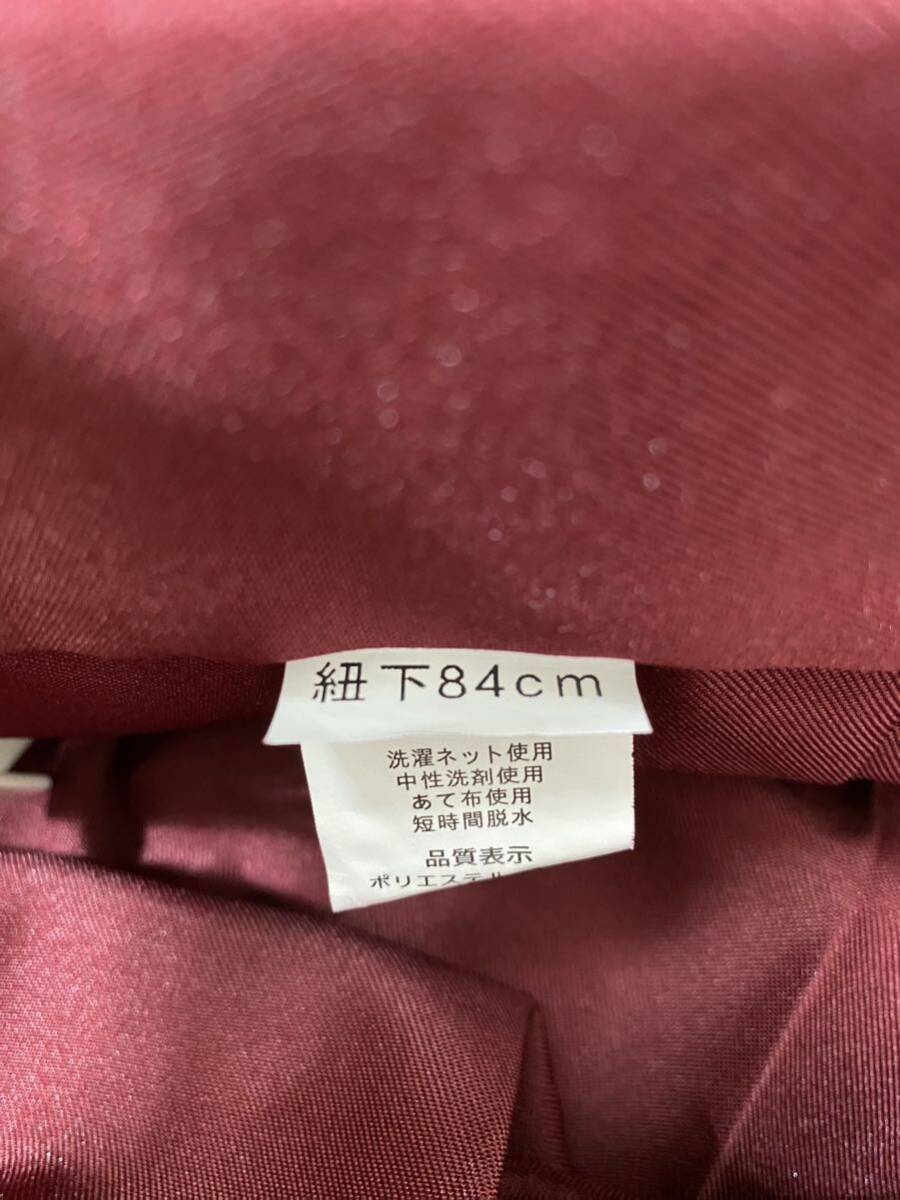 紐下84cm
洗濯ネット使用
中性洗剤使用
あて布使用
短時間脱水
品質表示
ポリエステル